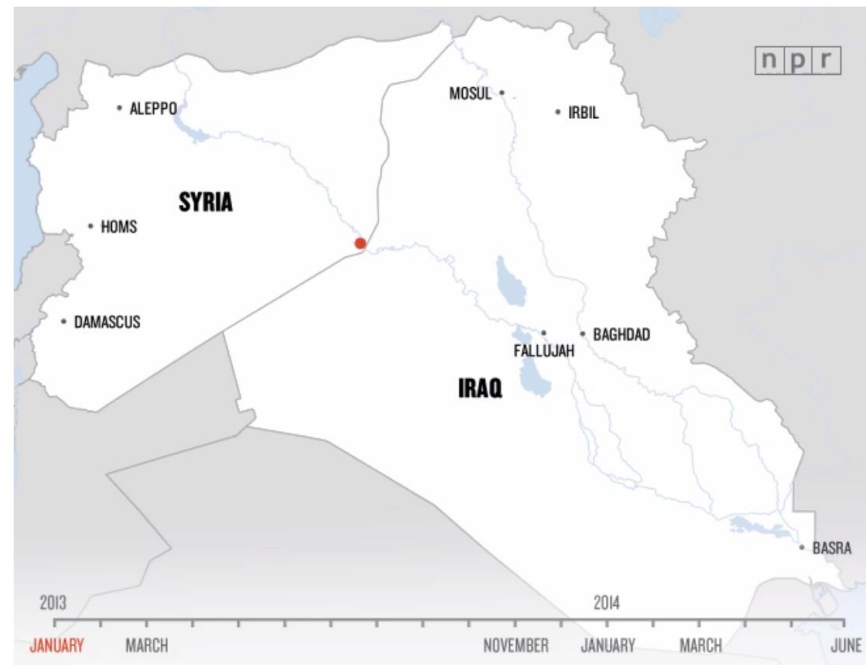 npr
ALEPPO
MOSUL
IRBIL
SYRIA
HOMS
DAMASCUS
FALLUJAH
BAGHDAD
IRAQ
BASRA
2013
2014
JANUARY
MARCH
NOVEMBER
JANUARY
MARCH
JUNE